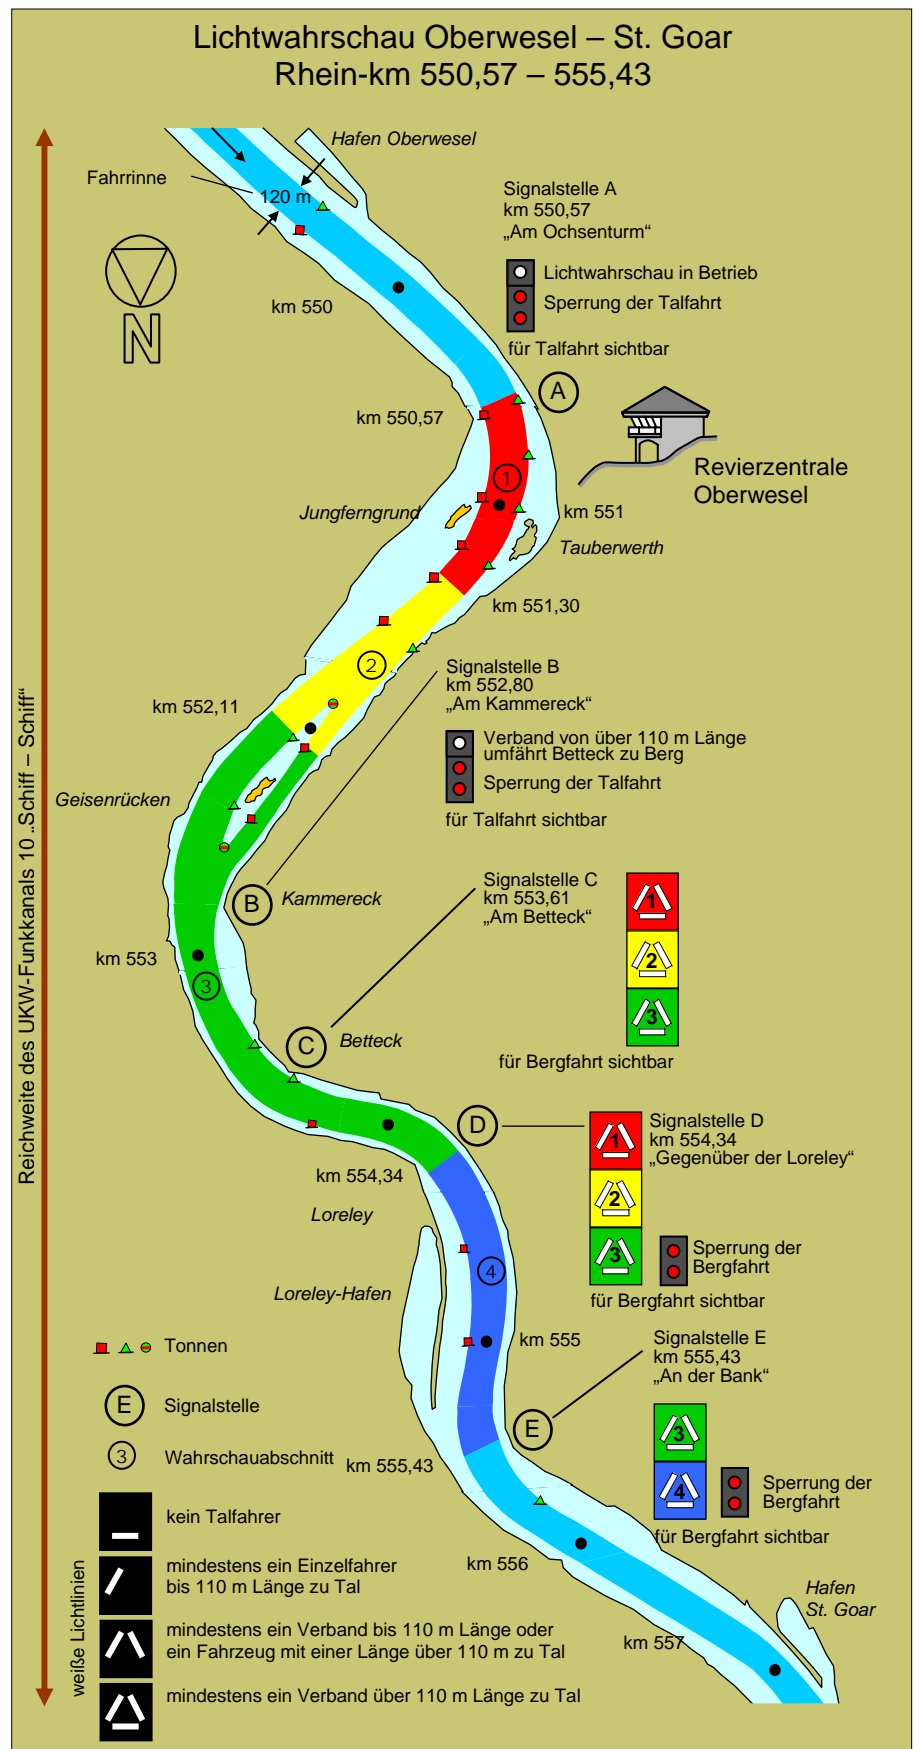 Lichtwahrschau Oberwesel – St. Goar
Rhein-km 550,57 – 555,43
Hafen Oberwesel
Fahrrinne
120 m
Signalstelle A
km 550,57
„Am Ochsenturm“
Lichtwahrschau in Betrieb
Sperrung der Talfahrt
für Talfahrt sichtbar
N
km 550
A
km 550,57
Revierzentrale
Oberwesel
1
Jungferngrund
km 551
Tauberwerth
km 551,30
2
Signalstelle B
km 552,80
„Am Kammereck“
km 552,11
Verband von über 110 m Länge
umfährt Betteck zu Berg
Sperrung der Talfahrt
für Talfahrt sichtbar
Geisenrücken
Reichweite des UKW-Funkkanals 10 „Schiff – Schiff“
B
Kammereck
Signalstelle C
km 553,61
„Am Betteck“
1
2
3
für Bergfahrt sichtbar
km 553
3
C
Betteck
D
Signalstelle D
km 554,34
„Gegenüber der Loreley“
1
2
3
Sperrung der
Bergfahrt
für Bergfahrt sichtbar
km 554,34
Loreley
4
Loreley-Hafen
km 555
Signalstelle E
km 555,43
„An der Bank“
3
4
Sperrung der
Bergfahrt
für Bergfahrt sichtbar
E
km 555,43
km 556
Hafen
St. Goar
km 557
Tonnen
E
Signalstelle
3
Wahrschauabschnitt
weiße Lichtlinien
kein Talfahrer
mindestens ein Einzelfahrer
bis 110 m Länge zu Tal
mindestens ein Verband bis 110 m Länge oder
ein Fahrzeug mit einer Länge über 110 m zu Tal
mindestens ein Verband über 110 m Länge zu Tal